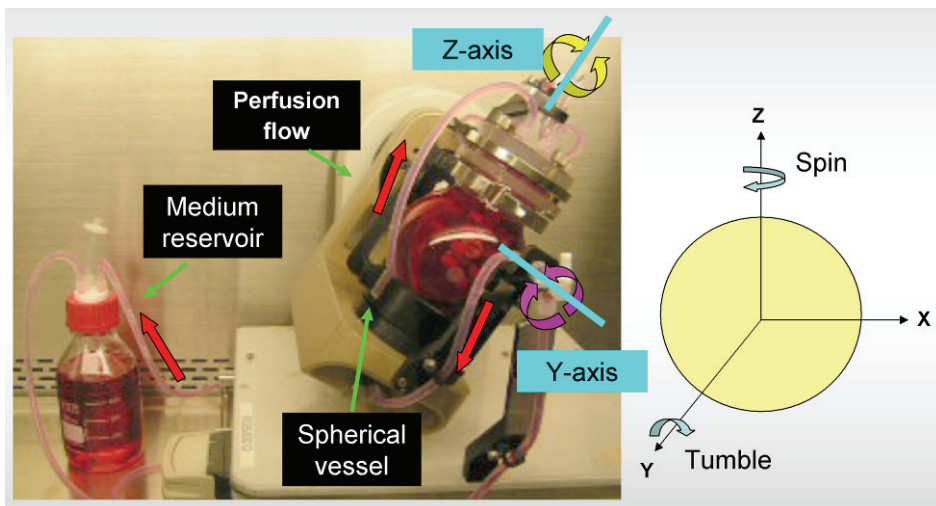 Z-axis
Perfusion
flow
Medium
reservoir
Spherical
vessel
Y-axis
Z
Spin
X
Y
Tumble